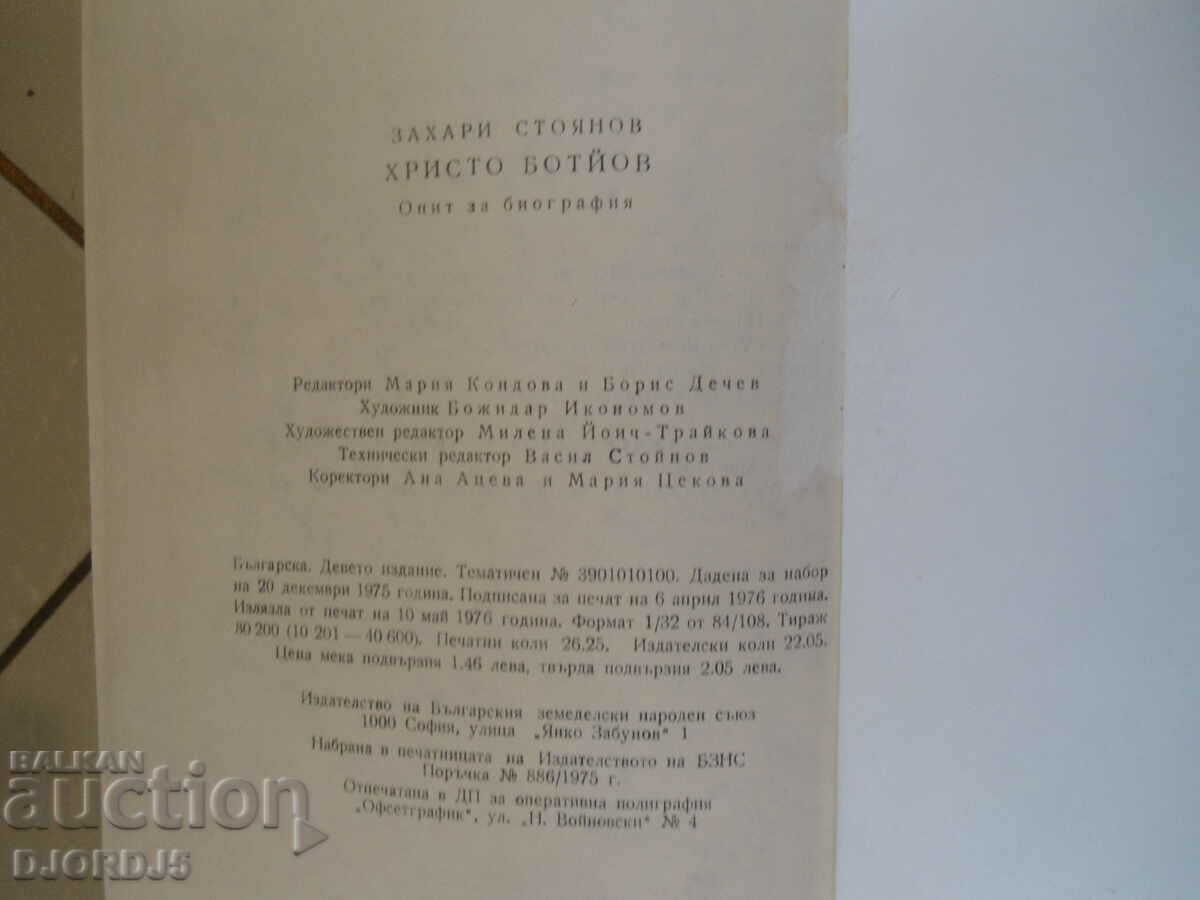 ЗАХАРИ СТОЯНОВ
ХРИСТО БОТЙОВ
Опит за биография
Редактори Мария Кондова и Борис Дечев
Художник Божидар Икономов
Художествен редактор Милена Йоич-Трайкова
Технически редактор Васил Стойнов
Коректори Ана Ацева и Мария Цекова
Българска. Девето издание. Тематичен № 3901010100. Дадена за набор
на 20 декември 1975 година. Подписана за печат на 6 април 1976 година.
Излязла от печат на 10 май 1976 година. Формат 1/32 от 84/108. Тираж
80 200 (10 201 — 40 600). Печатни коли 26.25. Издателски коли 22.05.
Цена мека подвързия 1.46 лева, твърда подвързия 2.05 лева.
Издателство на Българския земеделски народен съюз
1000 София, улица „Янко Забунов" 1
Набрана в печатницата на Издателството на БЗНС
Поръчка № 886/1975 г.
Отпечатана в ДП за оперативна полиграфия
„Офсетграфик", ул. „Н. Войновски" № 4
BALKAN
auction
DJORDJ5